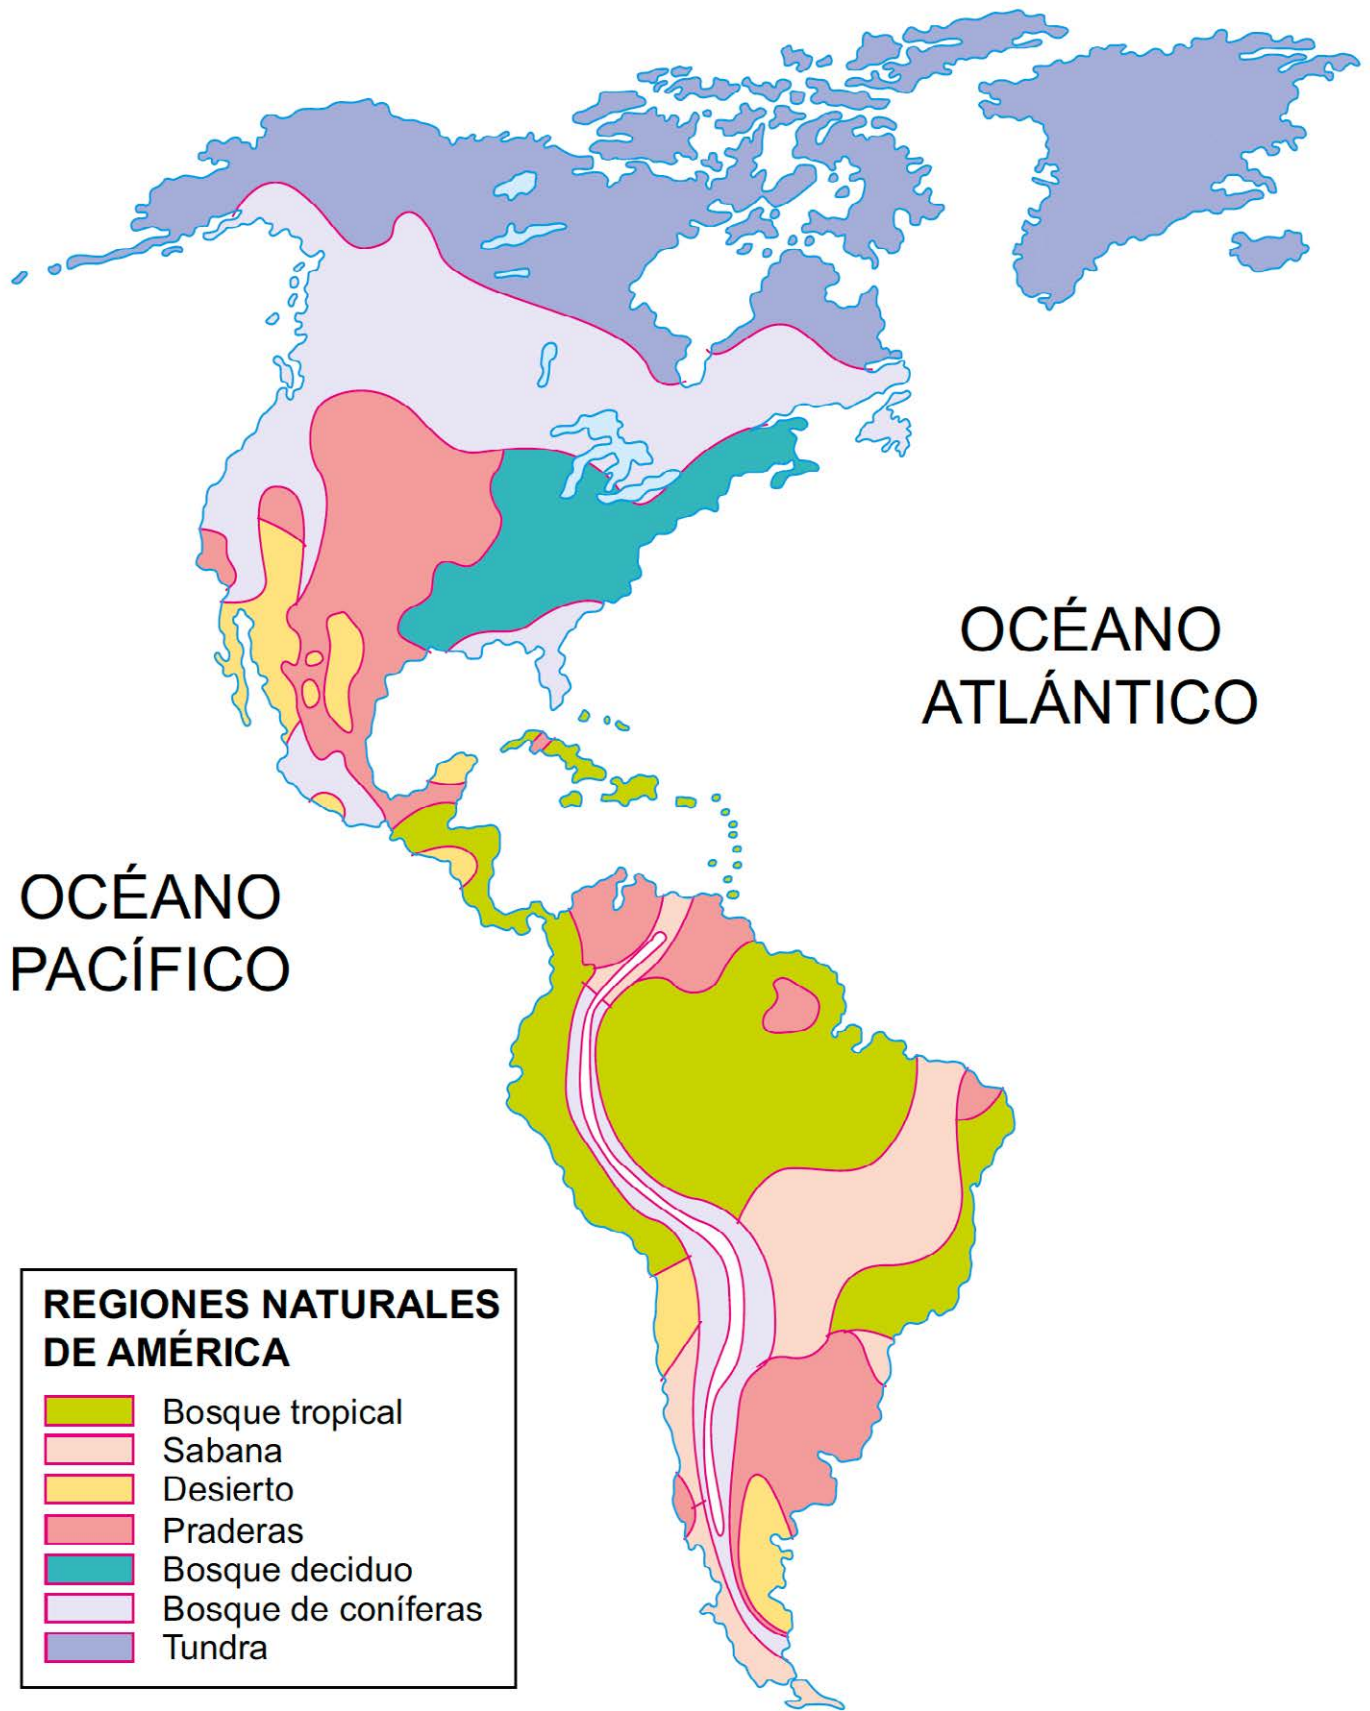 OCÉANO
ATLÁNTICO
OCÉANO
PACÍFICO
REGIONES NATURALES
DE AMÉRICA
Bosque tropical
Sabana
Desierto
Praderas
Bosque deciduo
Bosque de coníferas
Tundra